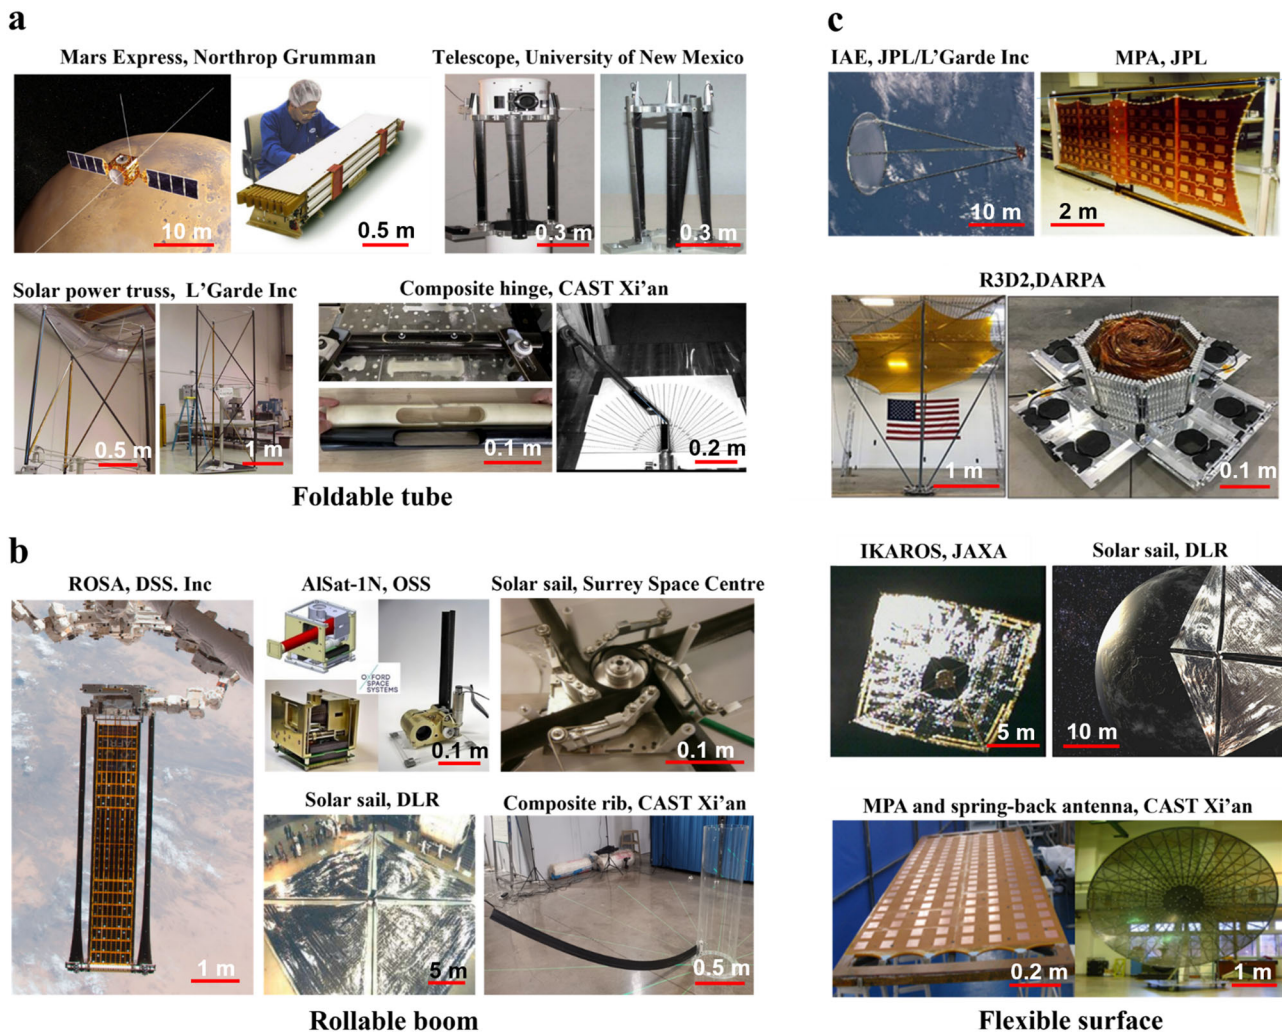 a
Mars Express, Northrop Grumman
Telescope, University of New Mexico
10 m
0.5 m
0.3 m
0.3 m
Solar power truss, L'Garde Inc
Composite hinge, CAST Xi'an
0.5 m
1 m
0.1 m
0.2 m
Foldable tube
b
ROSA, DSS. Inc
AlSat-1N, OSS
Solar sail, Surrey Space Centre
OXFORD
SPACE
SYSTEMS
0.1 m
0.1 m
Solar sail, DLR
Composite rib, CAST Xi'an
1 m
5 m
0.5 m
Rollable boom
c
IAE, JPL/L'Garde Inc
MPA, JPL
10 m
2 m
R3D2,DARPA
1 m
0.1 m
IKAROS, JAXA
Solar sail, DLR
5 m
10 m
MPA and spring-back antenna, CAST Xi'an
0.2 m
1 m
Flexible surface